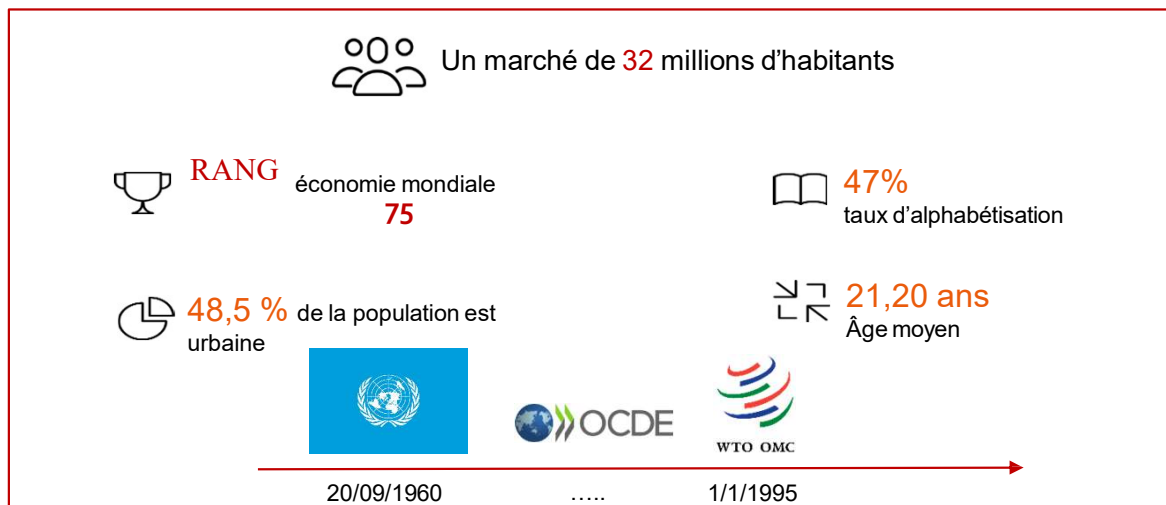 Un marché de 32 millions d’habitants
RANG
économie mondiale
75
47%
taux d’alphabétisation
48,5 % de la population est
urbaine
21,20 ans
Âge moyen
OCDE
WTO OMC
20/09/1960
…..
1/1/1995